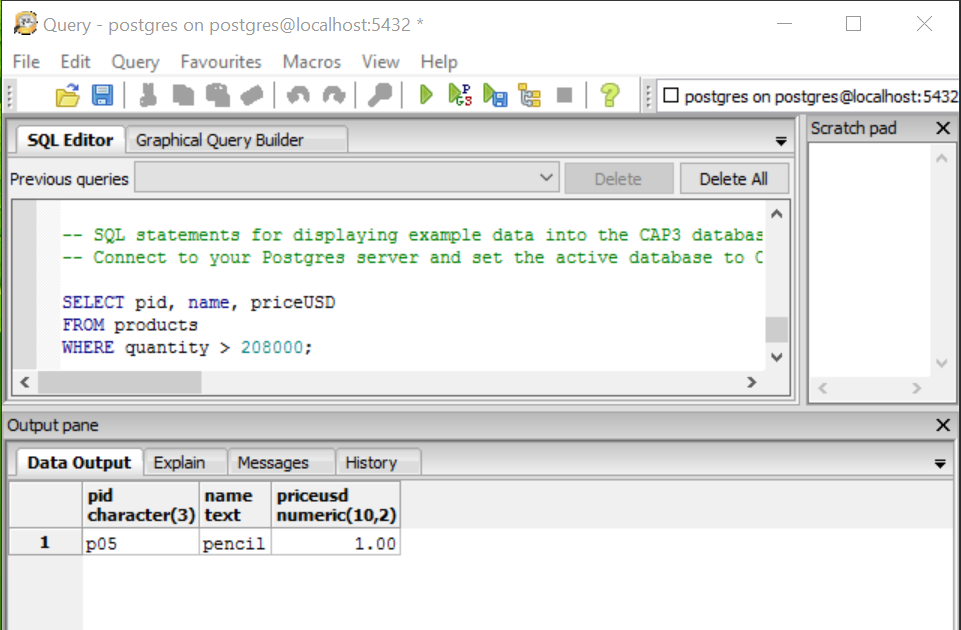 Query - postgres on postgres@localhost:5432 *
File Edit Query Favourites Macros View Help
postgres on postgres@localhost:5432
SQL Editor Graphical Query Builder
Scratch pad
Previous queries Delete Delete All
-- SQL statements for displaying example data into the CAP3 databas
-- Connect to your Postgres server and set the active database to C
SELECT pid, name, priceUSD
FROM products
WHERE quantity > 208000;
Output pane
Data Output Explain Messages History
pid name priceusd
character(3) text numeric(10,2)
1 p05 pencil 1.00